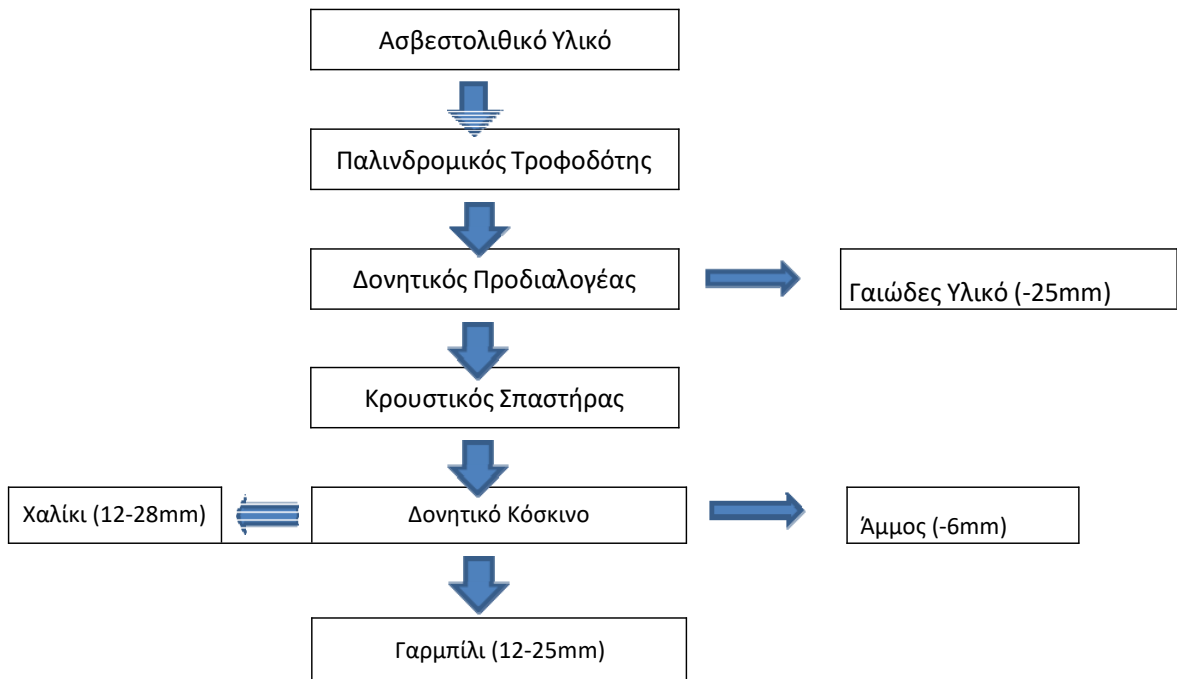 Ασβεστολιθικό Υλικό
Παλινδρομικός Τροφοδότης
Δονητικός Προδιαλογέας
Γαιώδες Υλικό (-25mm)
Κρουστικός Σπαστήρας
Χαλίκι (12-28mm)
Δονητικό Κόσκινο
Άμμος (-6mm)
Γαρμπίλι (12-25mm)